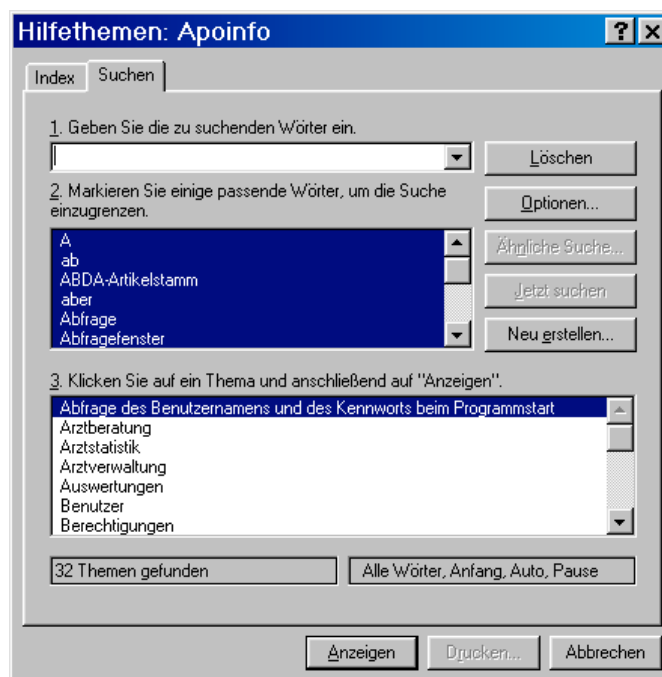 Hilfethemen: Apoinfo
Index
Suchen
1. Geben Sie die zu suchenden Wörter ein.
Löschen
2. Markieren Sie einige passende Wörter, um die Suche
einzugrenzen.
Optionen...
A
ab
ABDA-Artikelstamm
aber
Abfrage
Abfragefenster
Ähnliche Suche...
Jetzt suchen
Neu erstellen...
3. Klicken Sie auf ein Thema und anschließend auf "Anzeigen".
Abfrage des Benutzernamens und des Kennworts beim Programmstart
Arztberatung
Arztstatistik
Arztverwaltung
Auswertungen
Benutzer
Berechtigungen
32 Themen gefunden
Alle Wörter, Anfang, Auto, Pause
Anzeigen
Drucken...
Abbrechen